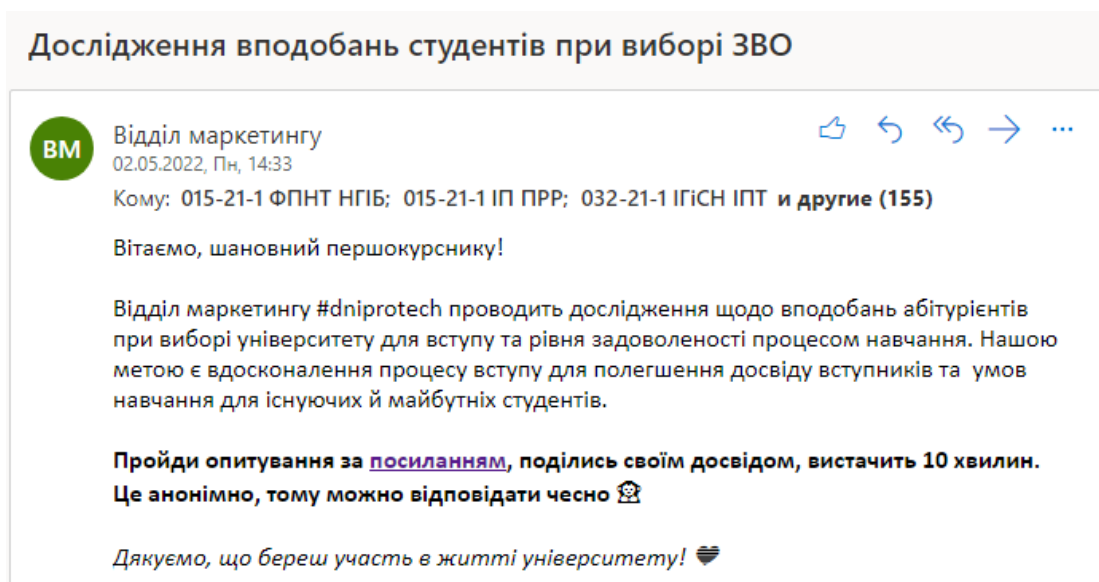 Дослідження вподобань студентів при виборі ЗВО
ВМ
Відділ маркетингу
02.05.2022, Пн, 14:33
Кому: 015-21-1 ФПНТ НГІБ; 015-21-1 ІП ПРР; 032-21-1 ІГіСН ІПТ и другие (155)
Вітаємо, шановний першокурснику!
Відділ маркетингу #dniprotech проводить дослідження щодо вподобань абітурієнтів
при виборі університету для вступу та рівня задоволеності процесом навчання. Нашою
метою є вдосконалення процесу вступу для полегшення досвіду вступників та умов
навчання для існуючих й майбутніх студентів.
Пройди опитування за посиланням, поділись своїм досвідом, вистачить 10 хвилин.
Це анонімно, тому можно відповідати чесно
Дякуємо, що береш участь в житті університету!